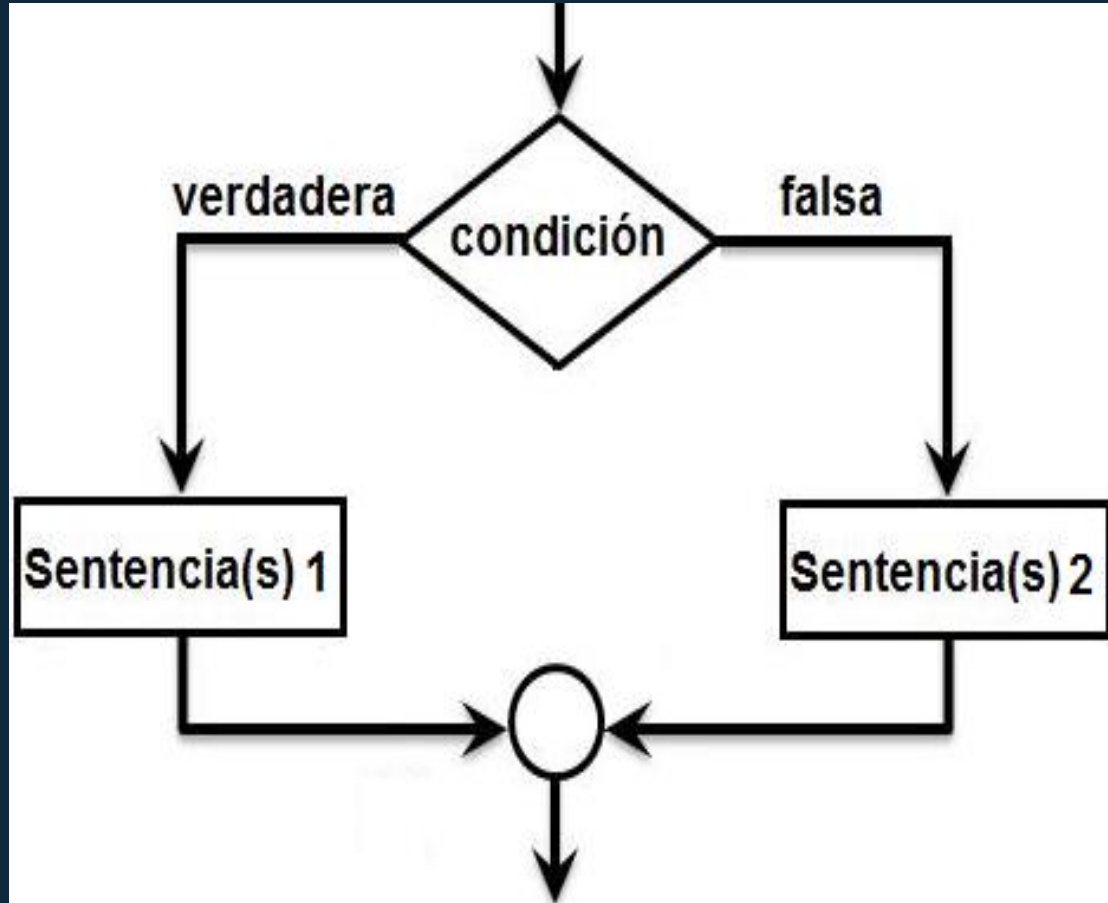 verdadera
condición
falsa
Sentencia(s) 1
Sentencia(s) 2